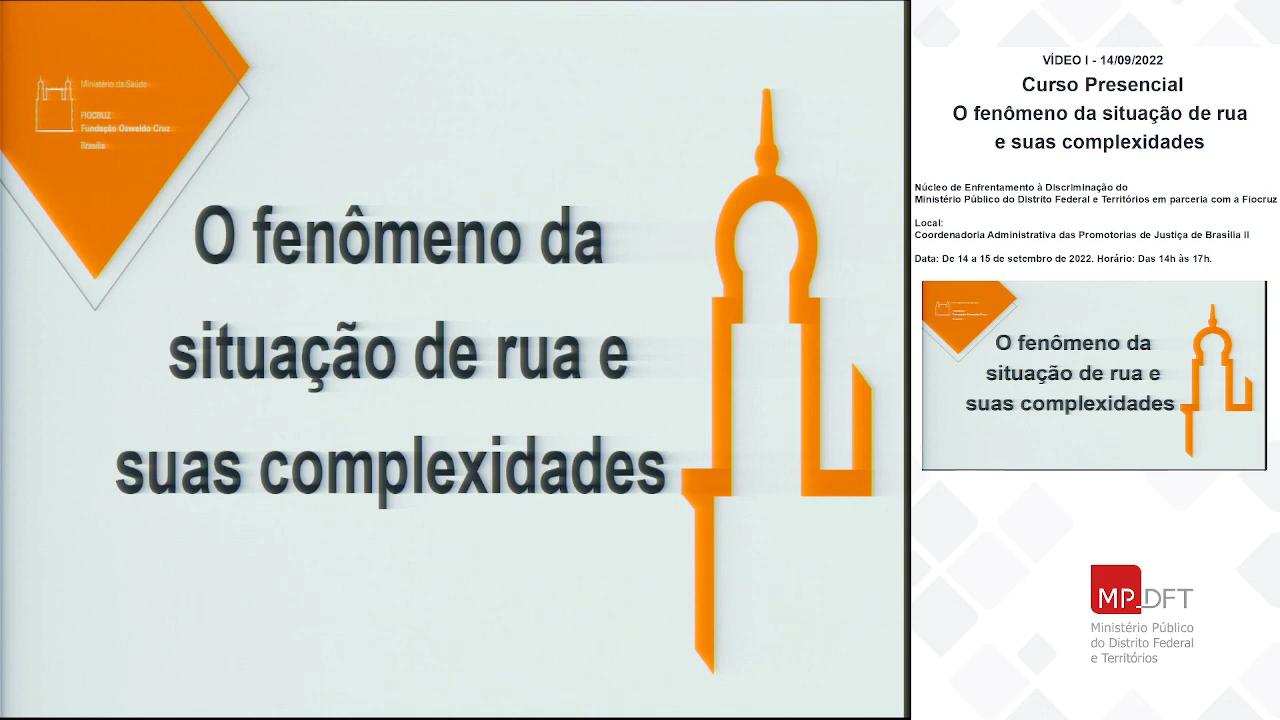 Ministério da Saúde
FIOCRUZ
Fundação Oswaldo Cruz
Brasília
O fenômeno da
situação de rua e
suas complexidades
VÍDEO I - 14/09/2022
Curso Presencial
O fenômeno da situação de rua
e suas complexidades
Núcleo de Enfrentamento à Discriminação do
Ministério Público do Distrito Federal e Territórios em parceria com a Fiocruz
Local:
Coordenadoria Administrativa das Promotorias de Justiça de Brasília II
Data: De 14 a 15 de setembro de 2022. Horário: Das 14h às 17h.
O fenômeno da
situação de rua e
suas complexidades
MPDFT
Ministério Público
do Distrito Federal
e Territórios